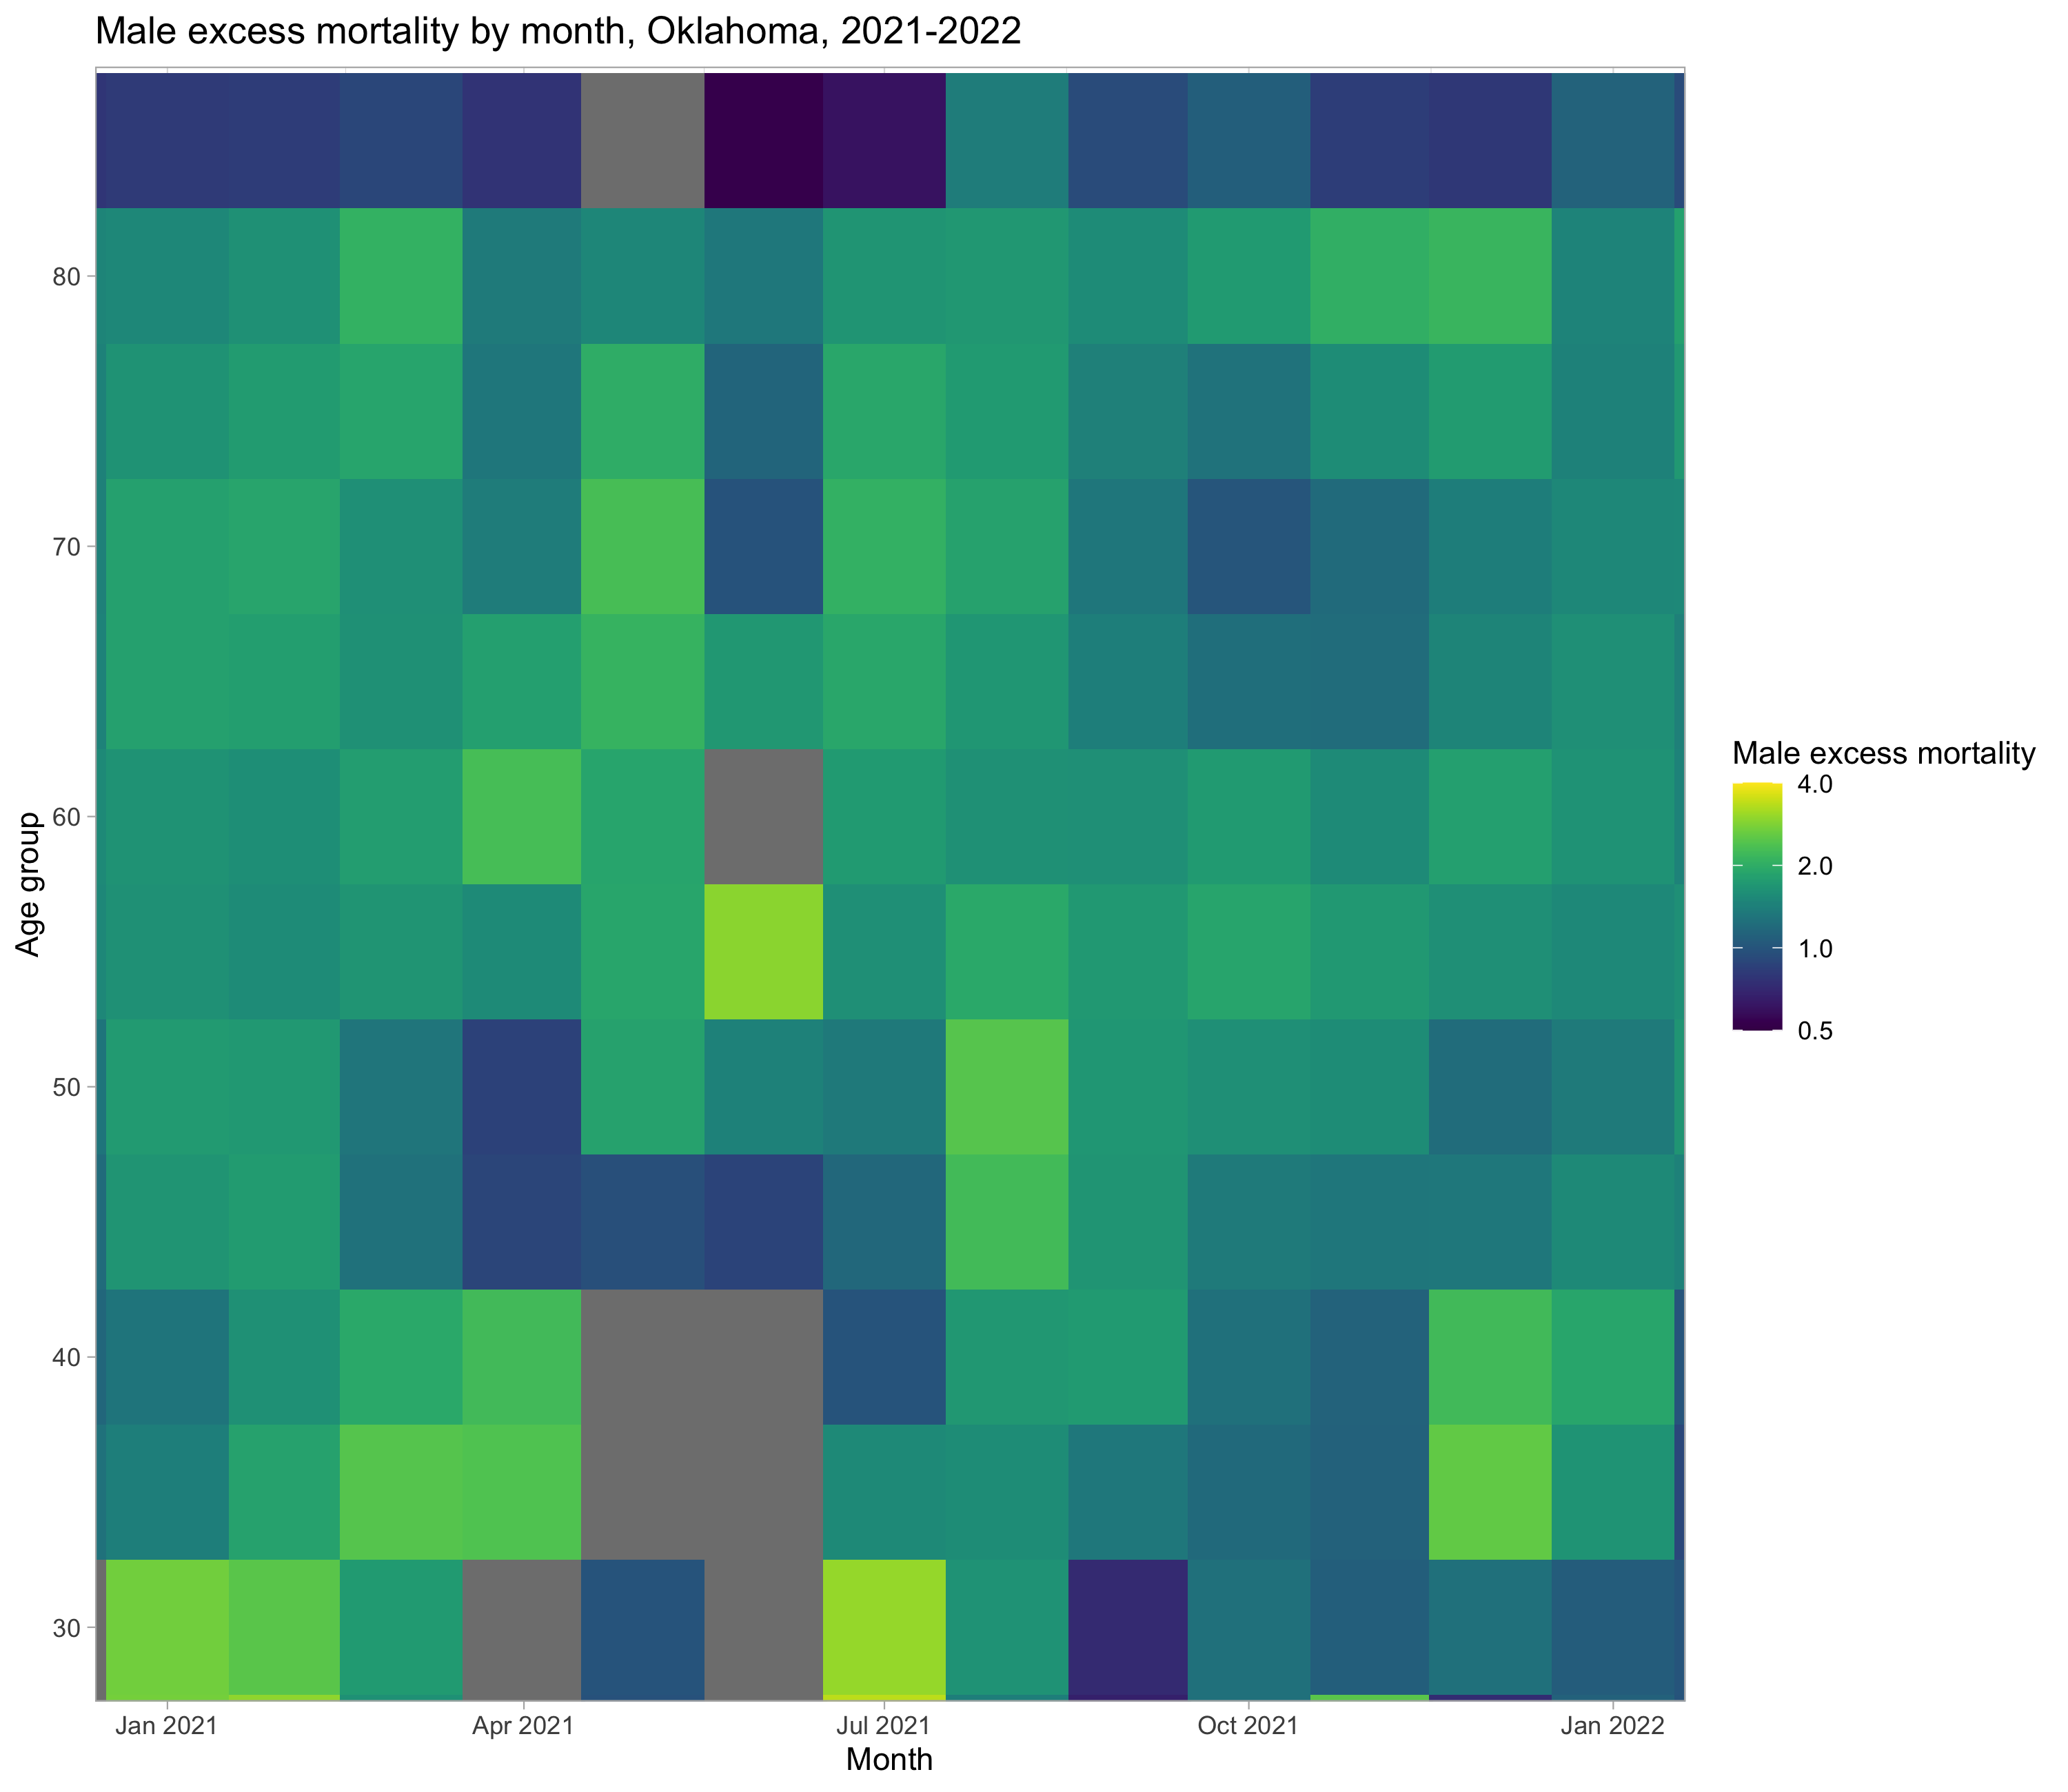 Male excess mortality by month, Oklahoma, 2021-2022
80
70
60
50
40
30
Age group
Jan 2021
Apr 2021
Jul 2021
Oct 2021
Jan 2022
Month
Male excess mortality
4.0
2.0
1.0
0.5